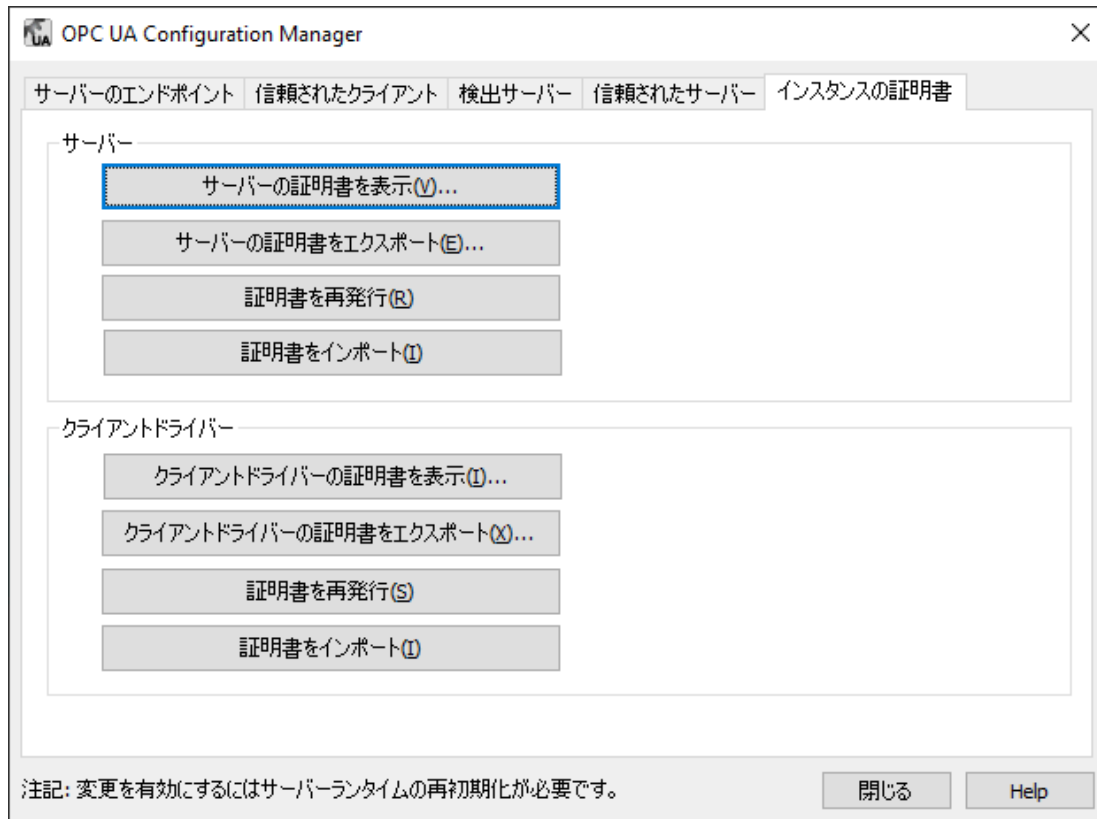 UA OPC UA Configuration Manager
サーバーのエンドポイント 信頼されたクライアント 検出サーバー 信頼されたサーバー インスタンスの証明書
サーバー
サーバーの証明書を表示(V)...
サーバーの証明書をエクスポート(E)...
証明書を再発行(R)
証明書をインポート(I)
クライアントドライバー
クライアントドライバーの証明書を表示(I)...
クライアントドライバーの証明書をエクスポート(X)...
証明書を再発行(S)
証明書をインポート(I)
注記: 変更を有効にするにはサーバーランタイムの再初期化が必要です。 閉じる Help